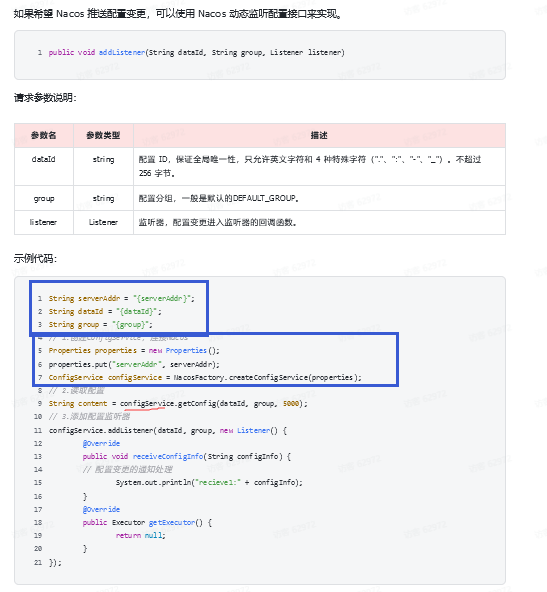 如果希望 Nacos 推送配置变更，可以使用 Nacos 动态监听配置接口来实现。
1 public void addListener(String dataId, String group, Listener listener)
请求参数说明：
参数名 参数类型 描述
dataId string 配置 ID，保证全局唯一性，只允许英文字符和 4 种特殊字符（"."、":"、"-"、"_"）。不超过
256 字节。
group string 配置分组，一般是默认的DEFAULT_GROUP。
listener Listener 监听器，配置变更进入监听器的回调函数。
示例代码：
1 String serverAddr = "{serverAddr}";
2 String dataId = "{dataId}";
3 String group = "{group}";
4 // 1.创建ConfigService，连接Nacos
5 Properties properties = new Properties();
6 properties.put("serverAddr", serverAddr);
7 ConfigService configService = NacosFactory.createConfigService(properties);
8 // 2.读取配置
9 String content = configService.getConfig(dataId, group, 5000);
10 // 3.添加配置监听器
11 configService.addListener(dataId, group, new Listener() {
12 @Override
13 public void receiveConfigInfo(String configInfo) {
14 // 配置变更的通知处理
15 System.out.println("recieve1:" + configInfo);
16 }
17 @Override
18 public Executor getExecutor() {
19 return null;
20 }
21 });